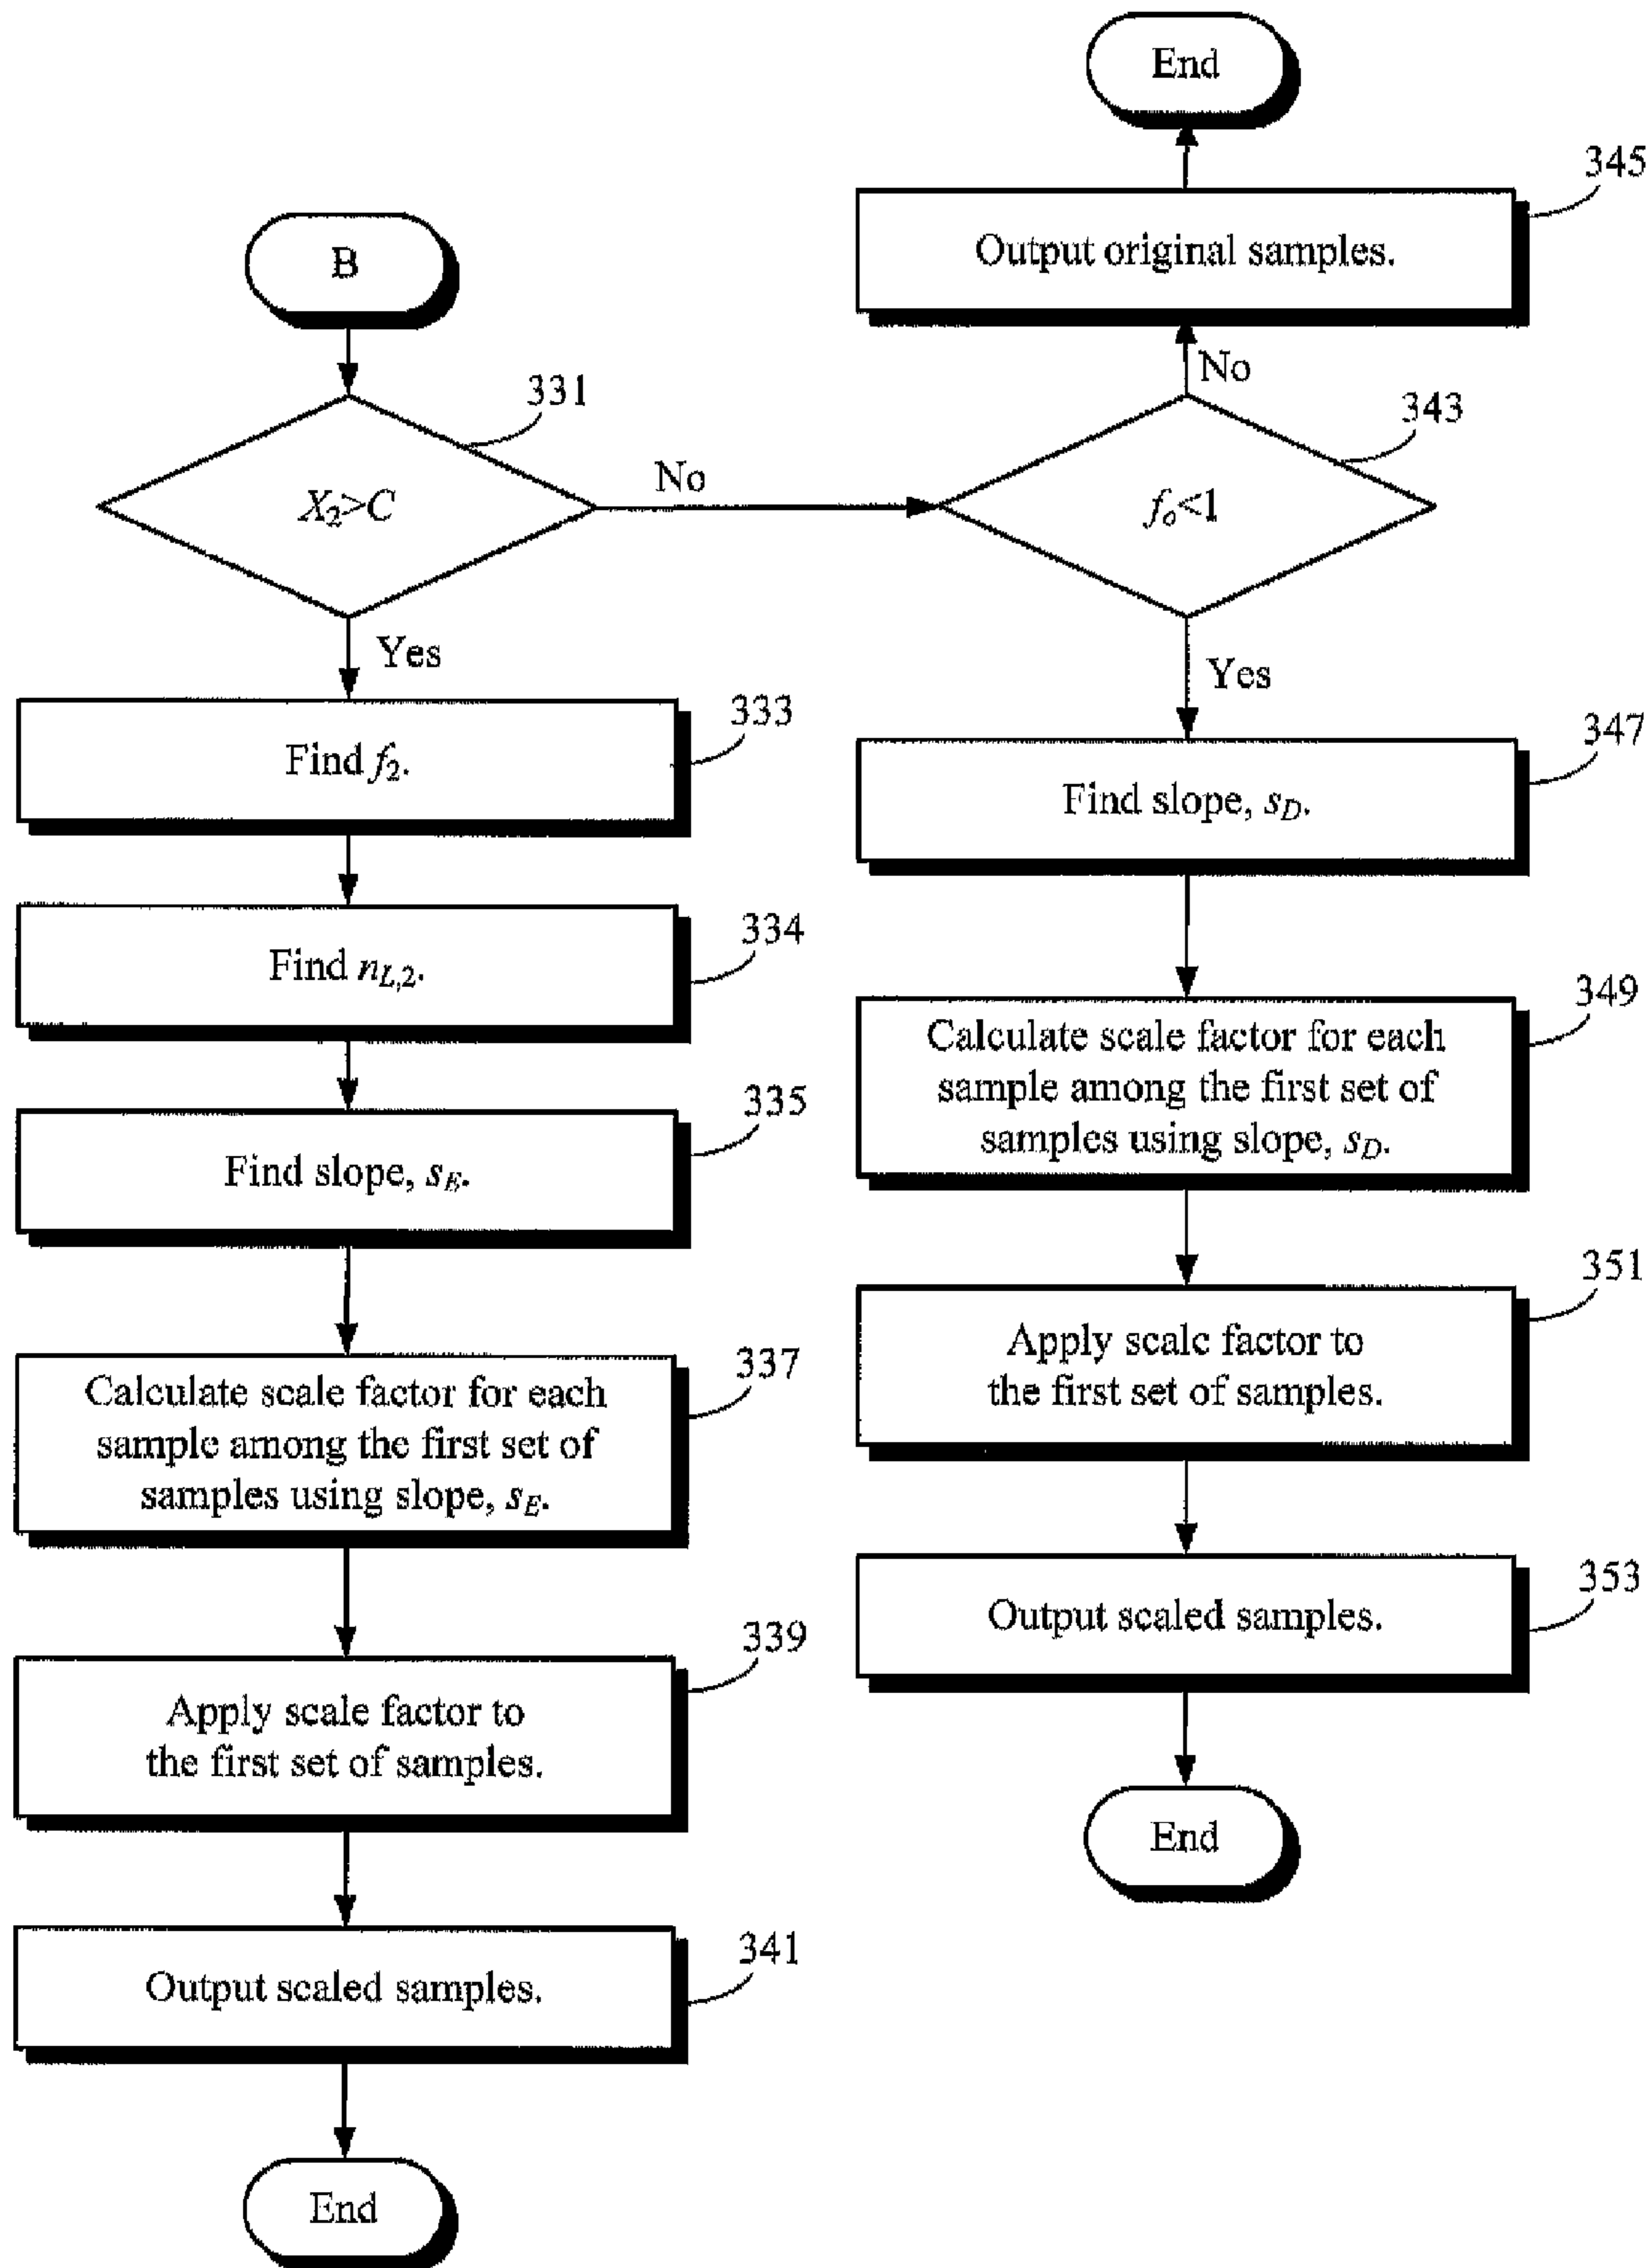 B
331
X2>C
No
Yes
333
Find f2.
334
Find nL,2.
335
Find slope, sE.
337
Calculate scale factor for each
sample among the first set of
samples using slope, sE.
339
Apply scale factor to
the first set of samples.
341
Output scaled samples.
End
End
345
Output original samples.
No
343
fo<1
Yes
347
Find slope, sD.
349
Calculate scale factor for each
sample among the first set of
samples using slope, sD.
351
Apply scale factor to
the first set of samples.
353
Output scaled samples.
End